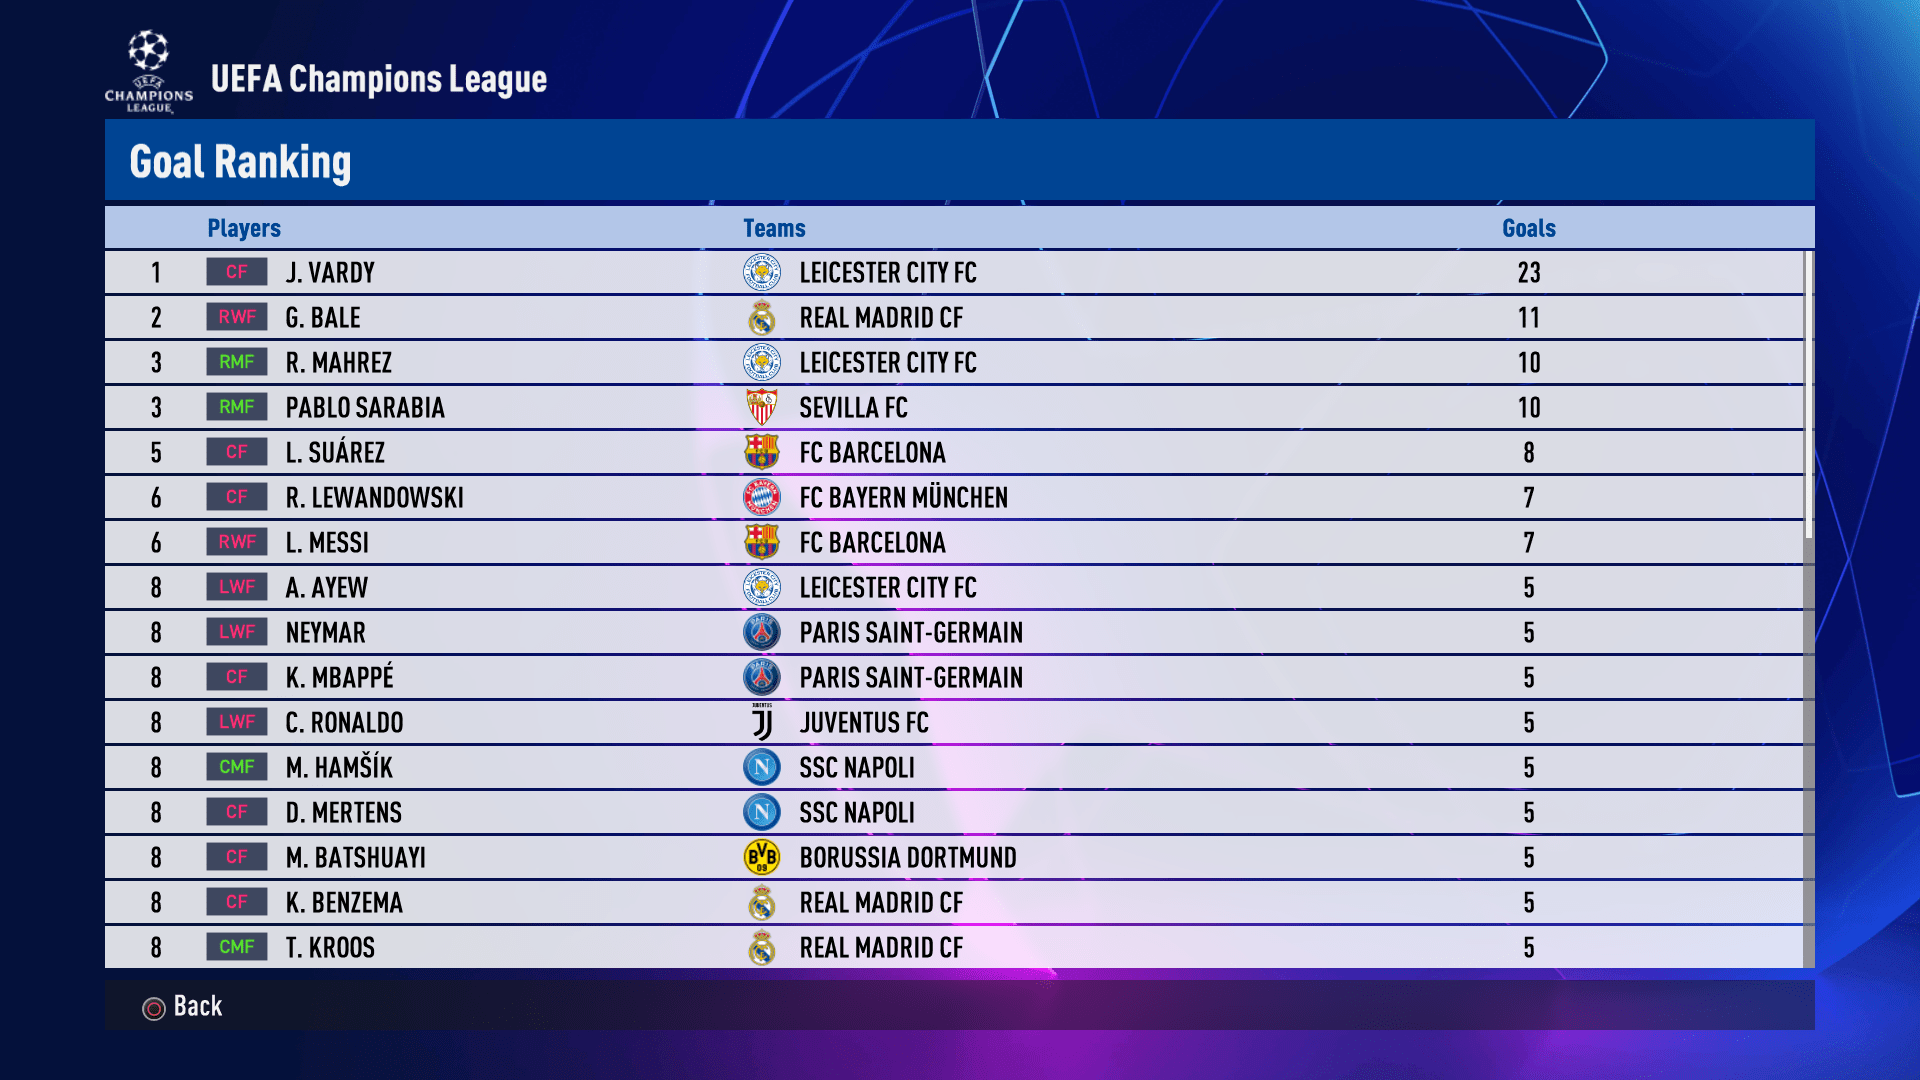 UEFA CHAMPIONS LEAGUE
UEFA Champions League
Goal Ranking
Players Teams Goals
1 CF J. VARDY LEICESTER CITY FC 23
2 RWF G. BALE REAL MADRID CF 11
3 RMF R. MAHREZ LEICESTER CITY FC 10
3 RMF PABLO SARABIA SEVILLA FC 10
5 CF L. SUÁREZ FC BARCELONA 8
6 CF R. LEWANDOWSKI FC BAYERN MÜNCHEN 7
6 RWF L. MESSI FC BARCELONA 7
8 LWF A. AYEW LEICESTER CITY FC 5
8 LWF NEYMAR PARIS SAINT-GERMAIN 5
8 CF K. MBAPPÉ PARIS SAINT-GERMAIN 5
8 LWF C. RONALDO JUVENTUS FC 5
8 CMF M. HAMŠÍK SSC NAPOLI 5
8 CF D. MERTENS SSC NAPOLI 5
8 CF M. BATSHUAYI BVB 09 BORUSSIA DORTMUND 5
8 CF K. BENZEMA REAL MADRID CF 5
8 CMF T. KROOS REAL MADRID CF 5
Back